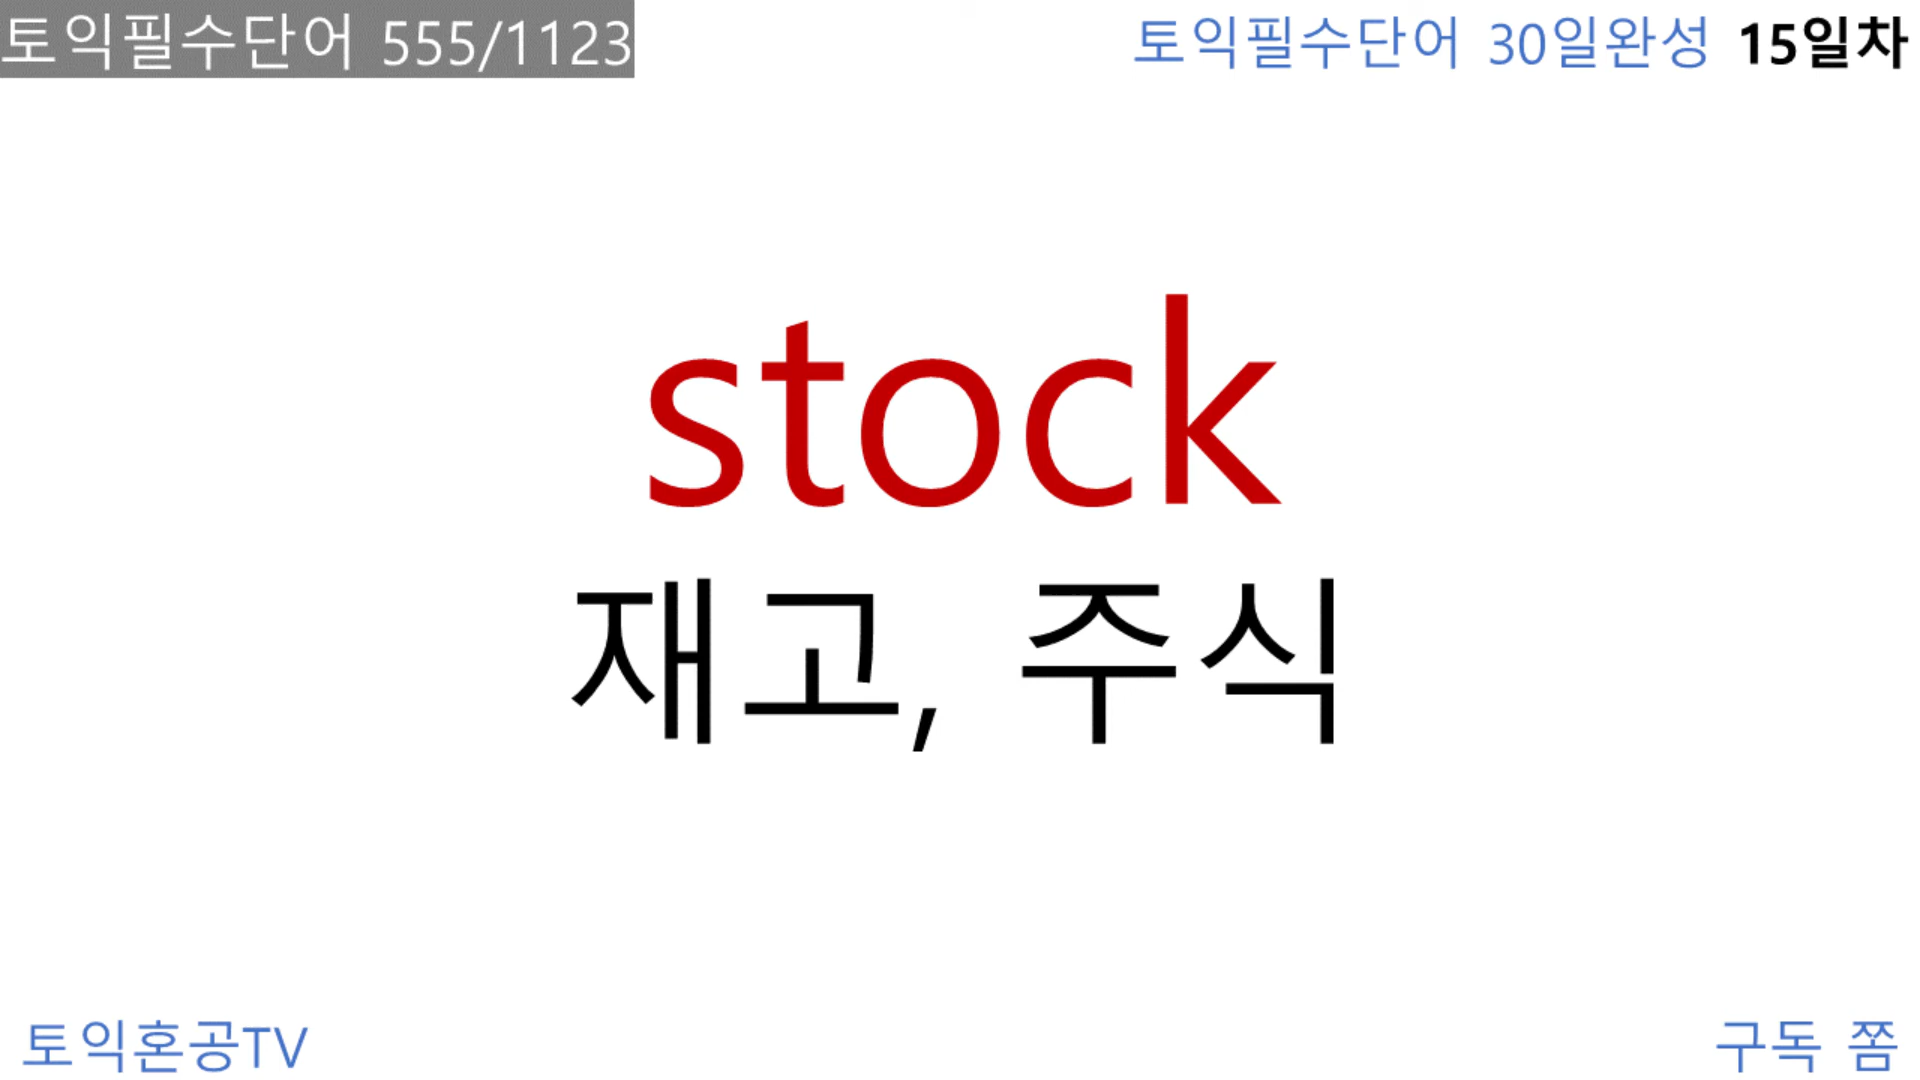 토익필수단어 555/1123
토익필수단어 30일완성 15일차
stock
재고, 주식
토익혼공TV
구독 쫌